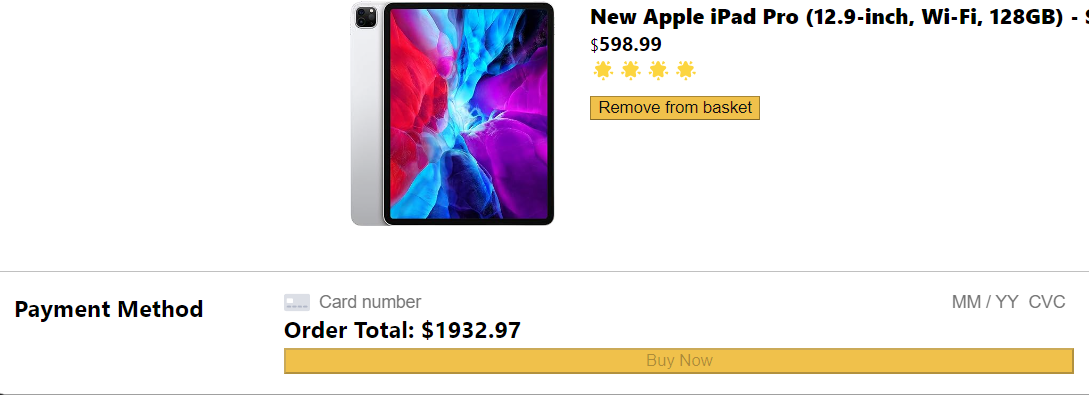 New Apple iPad Pro (12.9-inch, Wi-Fi, 128GB) -
$598.99
Remove from basket
Payment Method
Card number
MM / YY CVC
Order Total: $1932.97
Buy Now